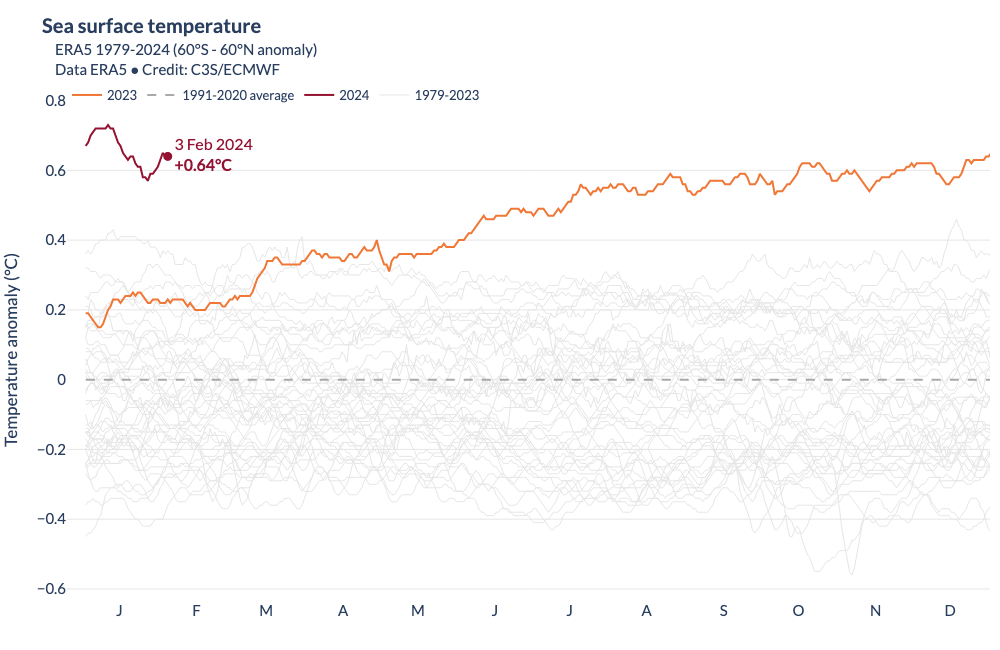 Sea surface temperature
ERA5 1979-2024 (60°S - 60°N anomaly)
Data ERA5 ● Credit: C3S/ECMWF
2023 1991-2020 average 2024 1979-2023
0.8
3 Feb 2024
+0.64°C
0.6
0.4
0.2
0
−0.2
−0.4
−0.6
Temperature anomaly (°C)
J F M A M J J A S O N D